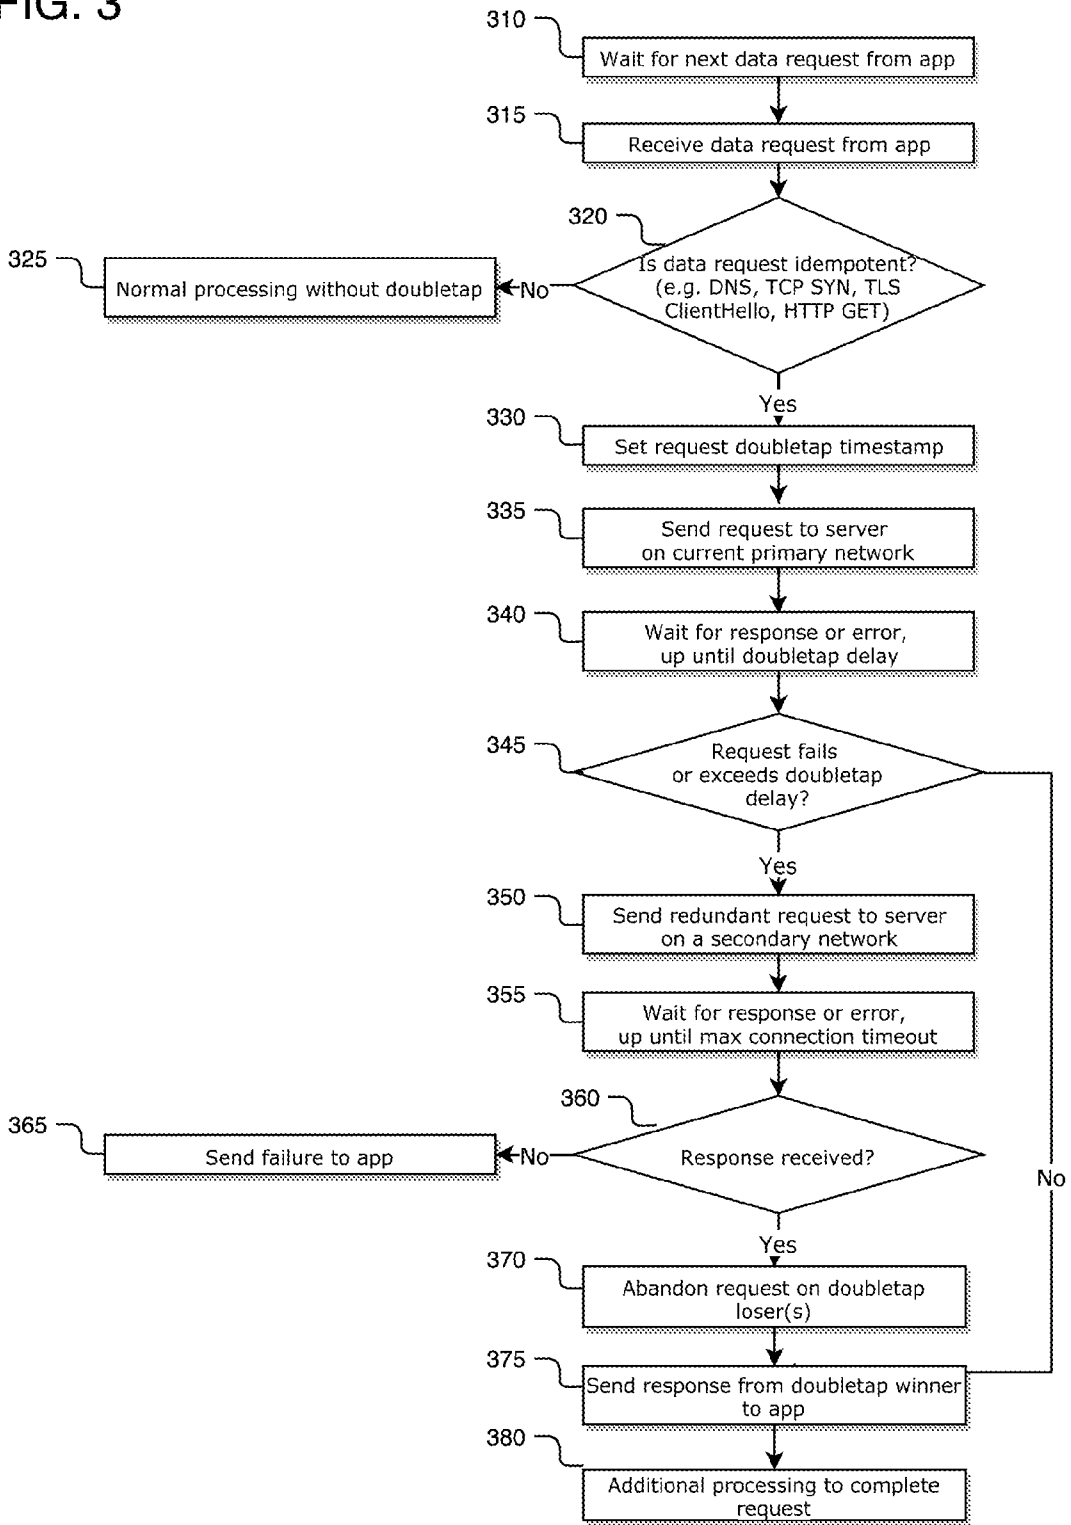 FIG. 3
310
Wait for next data request from app
315
Receive data request from app
320
Is data request idempotent?
(e.g. DNS, TCP SYN, TLS
ClientHello, HTTP GET)
No
325
Normal processing without doubletap
Yes
330
Set request doubletap timestamp
335
Send request to server
on current primary network
340
Wait for response or error,
up until doubletap delay
345
Request fails
or exceeds doubletap
delay?
Yes
350
Send redundant request to server
on a secondary network
355
Wait for response or error,
up until max connection timeout
360
Response received?
No
365
Send failure to app
No
Yes
370
Abandon request on doubletap
loser(s)
375
Send response from doubletap winner
to app
380
Additional processing to complete
request